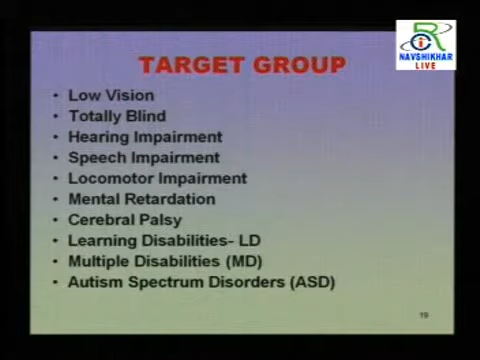 TARGET GROUP
NAVSHIKHAR
LIVE
• Low Vision
• Totally Blind
• Hearing Impairment
• Speech Impairment
• Locomotor Impairment
• Mental Retardation
• Cerebral Palsy
• Learning Disabilities- LD
• Multiple Disabilities (MD)
• Autism Spectrum Disorders (ASD)
19